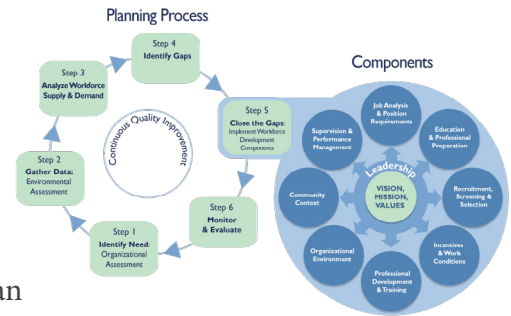 Planning Process
Step 4
Identify Gaps
Step 3
Analyze Workforce
Supply & Demand
Step 5
Close the Gaps:
Implement Workforce
Development
Components
Continuous Quality Improvement
Step 2
Gather Data:
Environmental
Assessment
Step 6
Monitor
& Evaluate
Step 1
Identify Need:
Organizational
Assessment
an
Components
Job Analysis
& Position
Requirements
Supervision &
Performance
Management
Education
& Professional
Preparation
Leadership
Community
Context
VISION,
MISSION,
VALUES
Recruitment,
Screening &
Selection
Organizational
Environment
Incentives
& Work
Conditions
Professional
Development
& Training